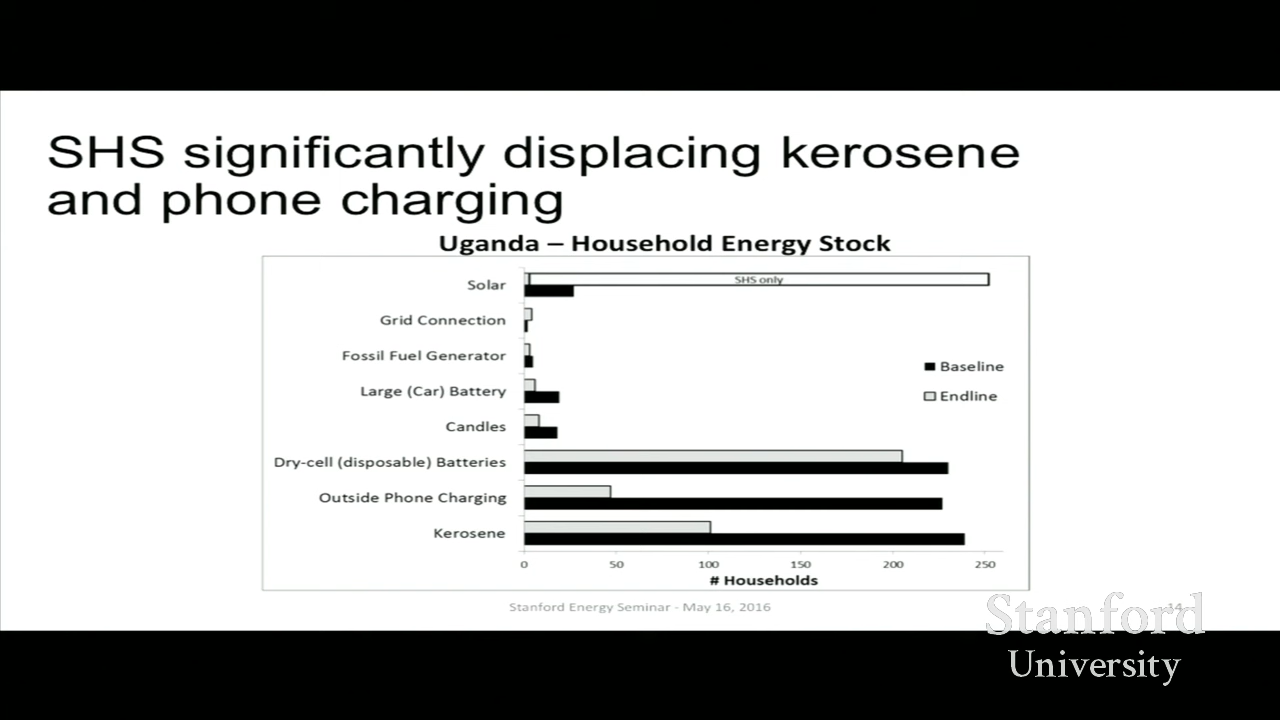 SHS significantly displacing kerosene
and phone charging
Uganda – Household Energy Stock
Solar
SHS only
Grid Connection
Fossil Fuel Generator
Large (Car) Battery
Baseline
Endline
Candles
Dry-cell (disposable) Batteries
Outside Phone Charging
Kerosene
0 50 100 150 200 250
# Households
Stanford Energy Seminar - May 16, 2016
14
Stanford
University